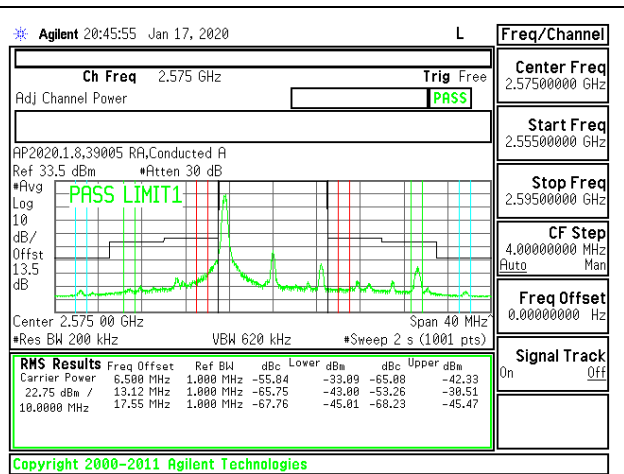 Agilent 20:45:55 Jan 17, 2020 L
Freq/Channel
Ch Freq 2.575 GHz Trig Free
Adj Channel Power PASS
AP2020.1.8,39005 RA,Conducted A
Ref 33.5 dBm #Atten 30 dB
#Avg
Log
10
dB/
Offst
13.5
dB
PASS LIMIT1
Center 2.575 00 GHz Span 40 MHz^
#Res BW 200 kHz VBW 620 kHz #Sweep 2 s (1001 pts)
RMS Results Freq Offset Ref BW dBc Lower dBm dBc Upper dBm
Carrier Power 6.500 MHz 1.000 MHz -55.84 -33.09 -65.08 -42.33
22.75 dBm / 13.12 MHz 1.000 MHz -65.75 -43.00 -53.26 -30.51
10.0000 MHz 17.55 MHz 1.000 MHz -67.76 -45.01 -68.23 -45.47
Center Freq
2.57500000 GHz
Start Freq
2.55500000 GHz
Stop Freq
2.59500000 GHz
CF Step
4.00000000 MHz
Auto Man
Freq Offset
0.00000000 Hz
Signal Track
On Off
Copyright 2000-2011 Agilent Technologies